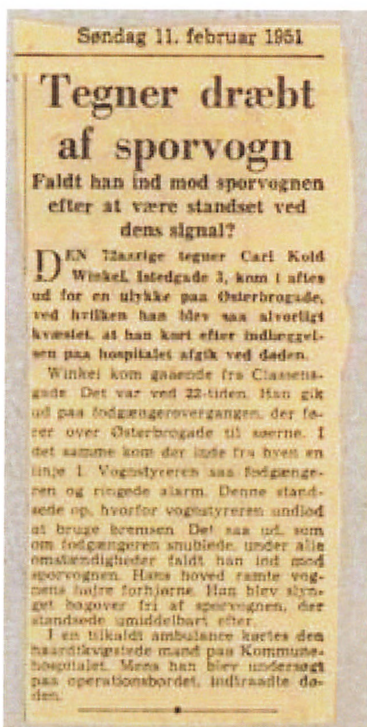 Søndag 11. februar 1951
Tegner dræbt
af sporvogn
Faldt han ind mod sporvognen
efter at være standset ved
dens signal?
DEN 72aarige tegner Carl Kold
Winkel, Istedgade 3, kom i aftes
ud for en ulykke paa Østerbrogade,
ved hvilken han blev saa alvorligt
kvæstet, at han kort efter indlæggel-
sen paa hospitalet afgik ved døden.
Winkel kom gaaende fra Classens-
gade. Det var ved 22-tiden. Han gik
ud paa fodgængerovergangen, der fø-
rer over Østerbrogade til søerne. I
det samme kom der inde fra byen en
linje 1. Vognstyreren saa fodgænge-
ren og ringede alarm. Denne stand-
sede op, hvorfor vognstyreren undlod
at bruge bremsen. Det saa ud, som
om fodgængeren snublede, under alle
omstændigheder faldt han ind mod
sporvognen. Hans hoved ramte vog-
nens højre forhjørne. Han blev slyn-
get bagover fri af sporvognen, der
standsede umiddelbart efter.
I en tilkaldt ambulance kørtes den
haardtkvæstede mand paa Kommune-
hospitalet. Mens han blev undersøgt
paa operationsbordet, indtraadte dø-
den.